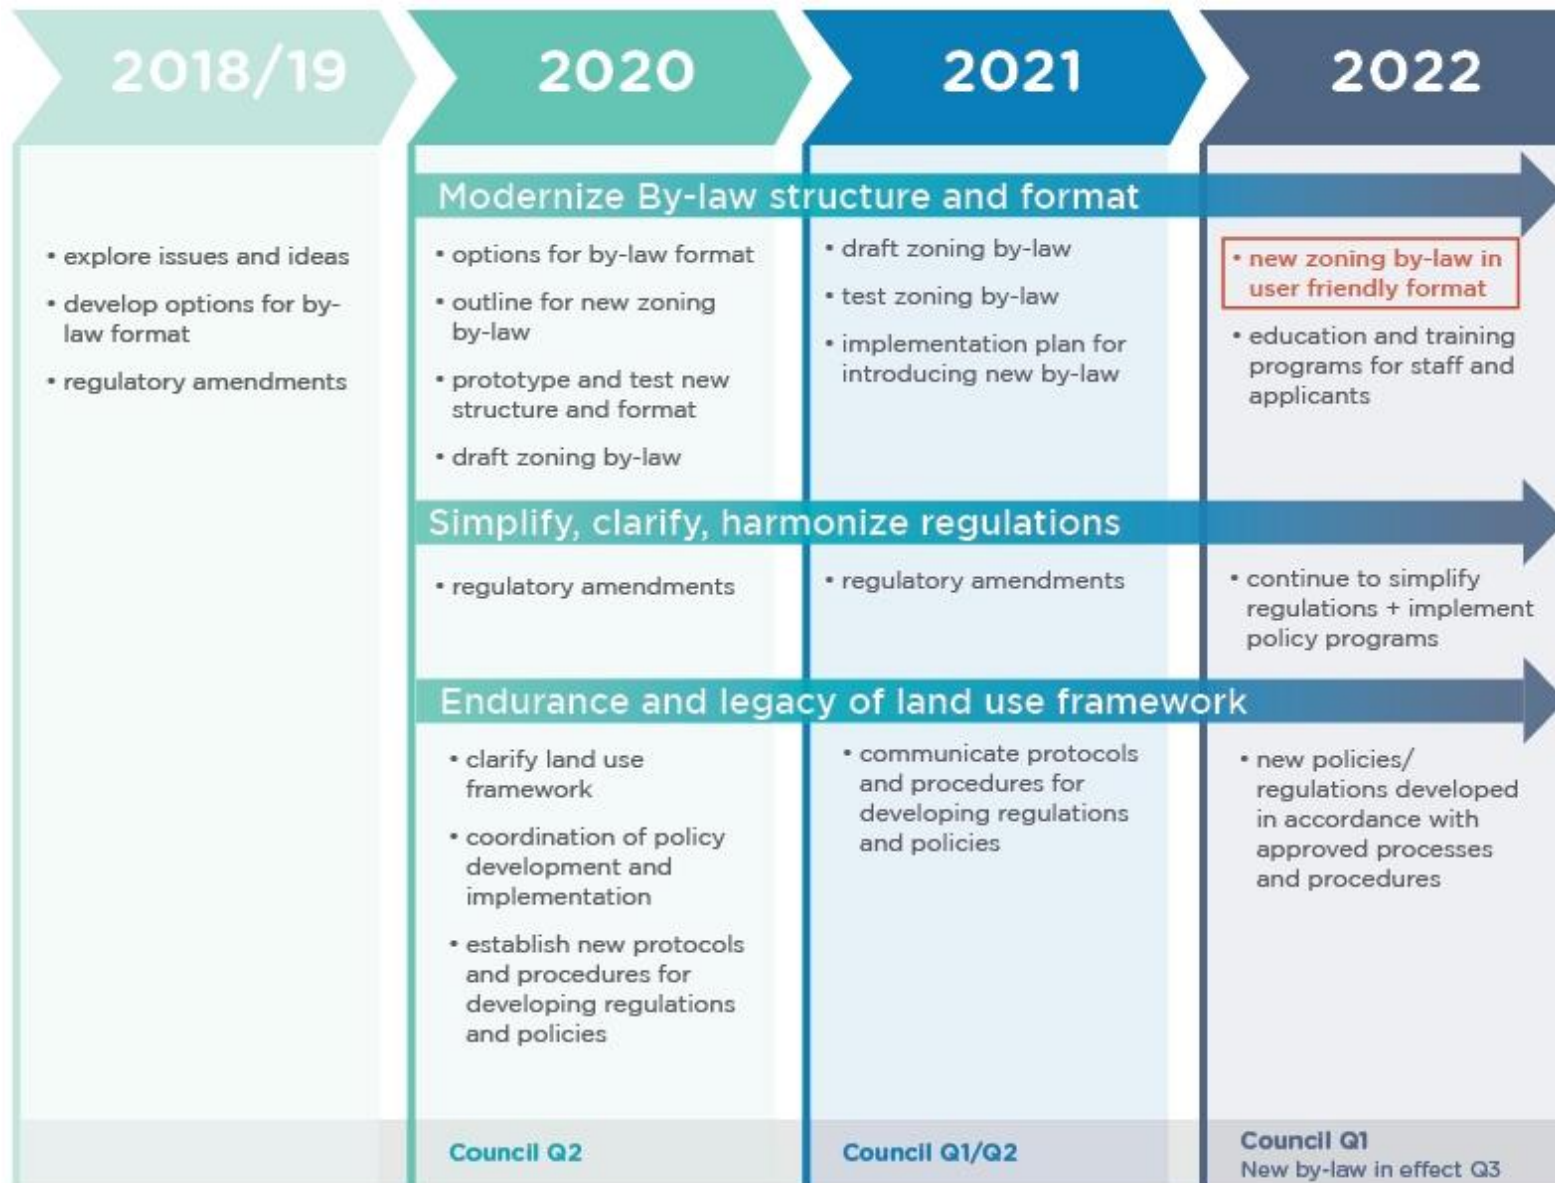 2018/19
2020
2021
2022
• explore issues and ideas
• develop options for by-
law format
• regulatory amendments
Modernize By-law structure and format
• options for by-law format
• outline for new zoning
by-law
• prototype and test new
structure and format
• draft zoning by-law
• draft zoning by-law
• test zoning by-law
• implementation plan for
introducing new by-law
• new zoning by-law in
user friendly format
• education and training
programs for staff and
applicants
Simplify, clarify, harmonize regulations
• regulatory amendments
• regulatory amendments
• continue to simplify
regulations + implement
policy programs
Endurance and legacy of land use framework
• clarify land use
framework
• coordination of policy
development and
implementation
• establish new protocols
and procedures for
developing regulations
and policies
• communicate protocols
and procedures for
developing regulations
and policies
• new policies/
regulations developed
in accordance with
approved processes
and procedures
Council Q2
Council Q1/Q2
Council Q1
New by-law in effect Q3